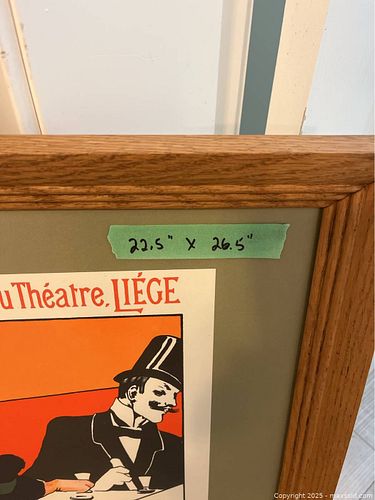 22.5" X 26.5"
u Théatre. LIÉGE
Copyright 2025 - maxsold.com